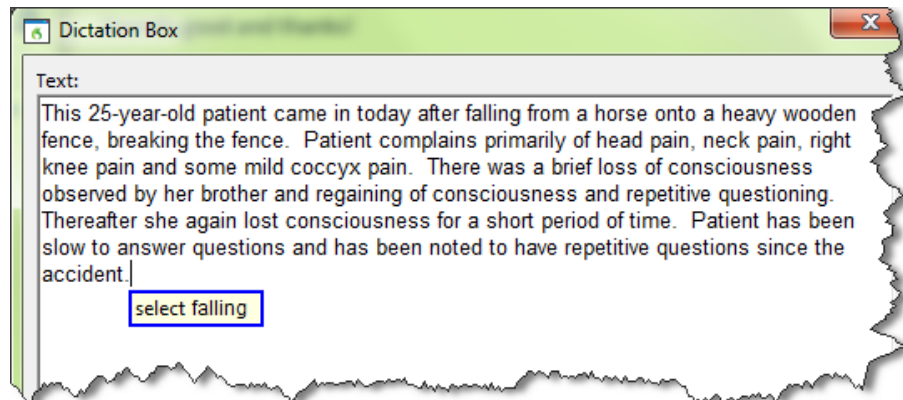 Dictation Box
Text:
This 25-year-old patient came in today after falling from a horse onto a heavy wooden
fence, breaking the fence.  Patient complains primarily of head pain, neck pain, right
knee pain and some mild coccyx pain.  There was a brief loss of consciousness
observed by her brother and regaining of consciousness and repetitive questioning.
Thereafter she again lost consciousness for a short period of time.  Patient has been
slow to answer questions and has been noted to have repetitive questions since the
accident.
select falling